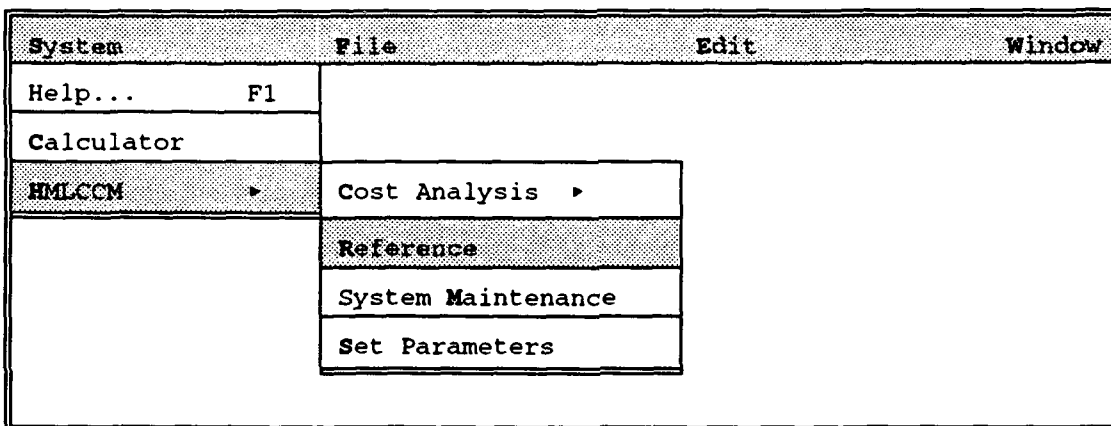 System File Edit Window
Help... F1
Calculator
HMLCCM ▸ Cost Analysis ▸
Reference
System Maintenance
Set Parameters